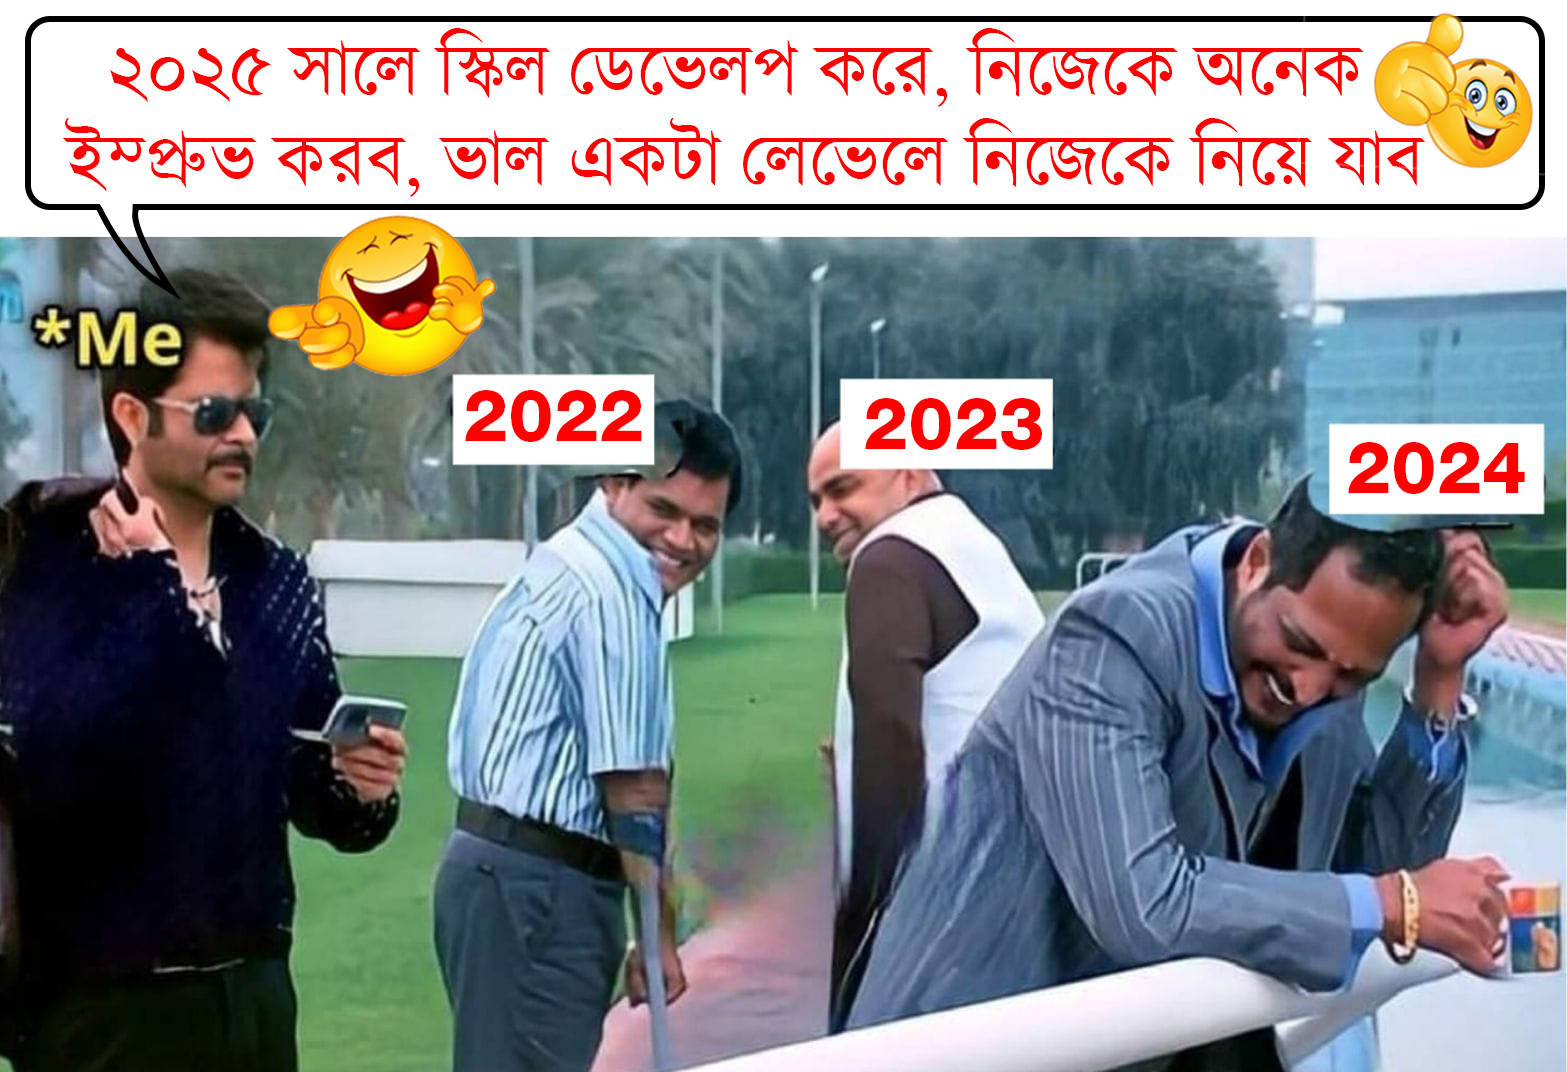 ২০২৫ সালে স্কিল ডেভেলপ করে, নিজেকে অনেক
ইম্প্রুভ করব, ভাল একটা লেভেলে নিজেকে নিয়ে যাব
*Me
2022
2023
2024